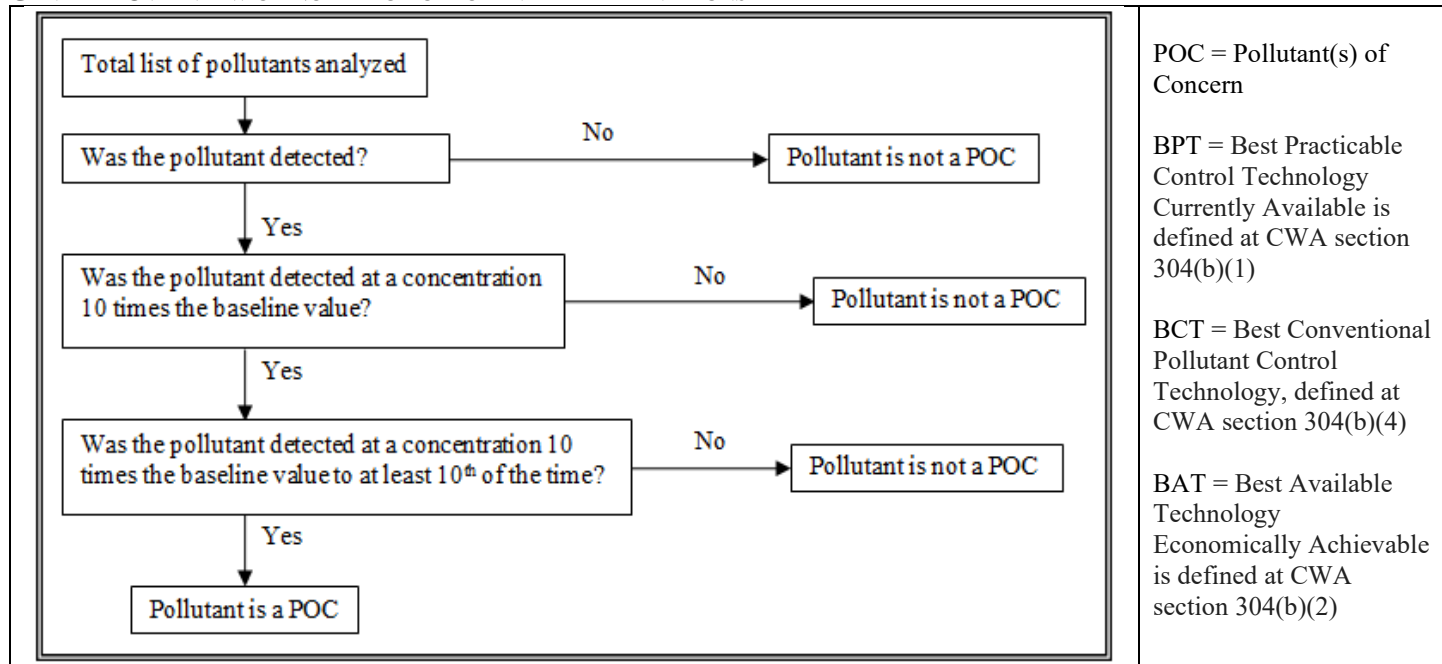 Total list of pollutants analyzed
Was the pollutant detected?
No
Pollutant is not a POC
Yes
Was the pollutant detected at a concentration
10 times the baseline value?
No
Pollutant is not a POC
Yes
Was the pollutant detected at a concentration 10
times the baseline value to at least 10th of the time?
No
Pollutant is not a POC
Yes
Pollutant is a POC
POC = Pollutant(s) of
Concern
BPT = Best Practicable
Control Technology
Currently Available is
defined at CWA section
304(b)(1)
BCT = Best Conventional
Pollutant Control
Technology, defined at
CWA section 304(b)(4)
BAT = Best Available
Technology
Economically Achievable
is defined at CWA
section 304(b)(2)